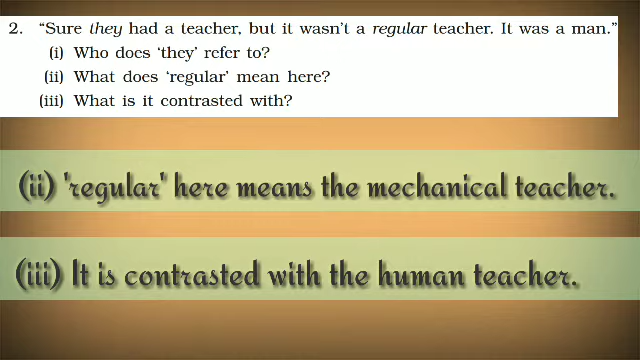 2. “Sure they had a teacher, but it wasn’t a regular teacher. It was a man.”
(i) Who does ‘they’ refer to?
(ii) What does ‘regular’ mean here?
(iii) What is it contrasted with?
(ii) 'regular' here means the mechanical teacher.
(iii) It is contrasted with the human teacher.